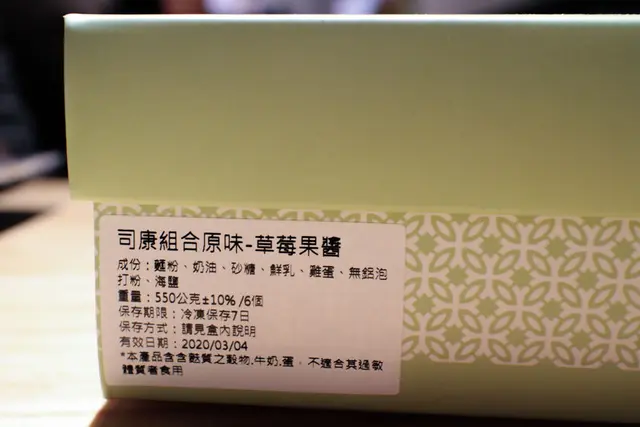 司康組合原味-草莓果醬
成份：麵粉、奶油、砂糖、鮮乳、雞蛋、無鋁泡
打粉、海鹽
重量：550公克±10% /6個
保存期限：冷凍保存7日
保存方式：請見盒內說明
有效日期：2020/03/04
*本產品含含麩質之穀物.牛奶.蛋，不適合其過敏
體質者食用